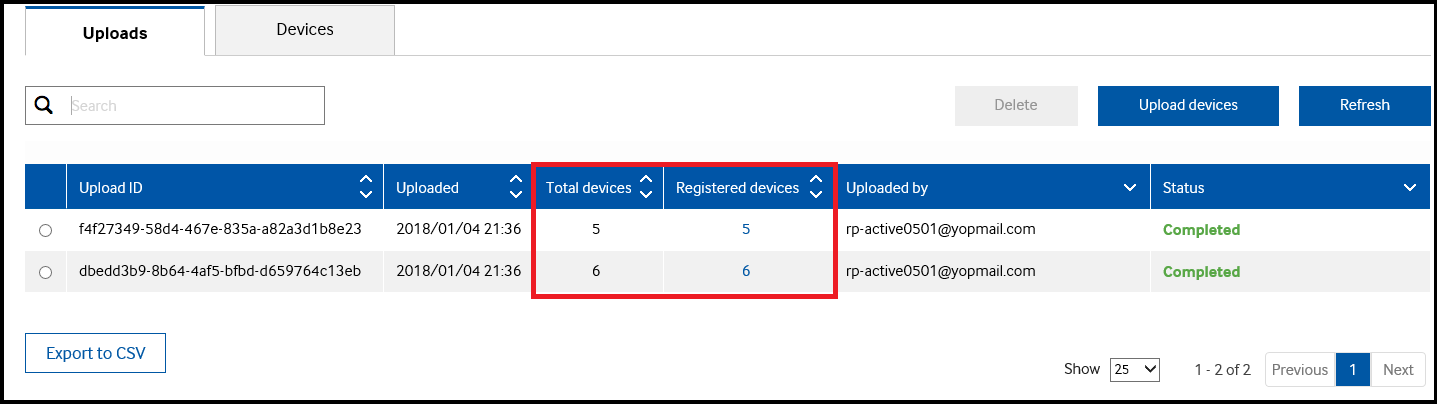 Uploads Devices
Search Delete Upload devices Refresh
Upload ID Uploaded Total devices Registered devices Uploaded by Status
f4f27349-58d4-467e-835a-a82a3d1b8e23 2018/01/04 21:36 5 5 rp-active0501@yopmail.com Completed
dbedd3b9-8b64-4af5-bfbd-d659764c13eb 2018/01/04 21:36 6 6 rp-active0501@yopmail.com Completed
Export to CSV Show 25 1 - 2 of 2 Previous 1 Next